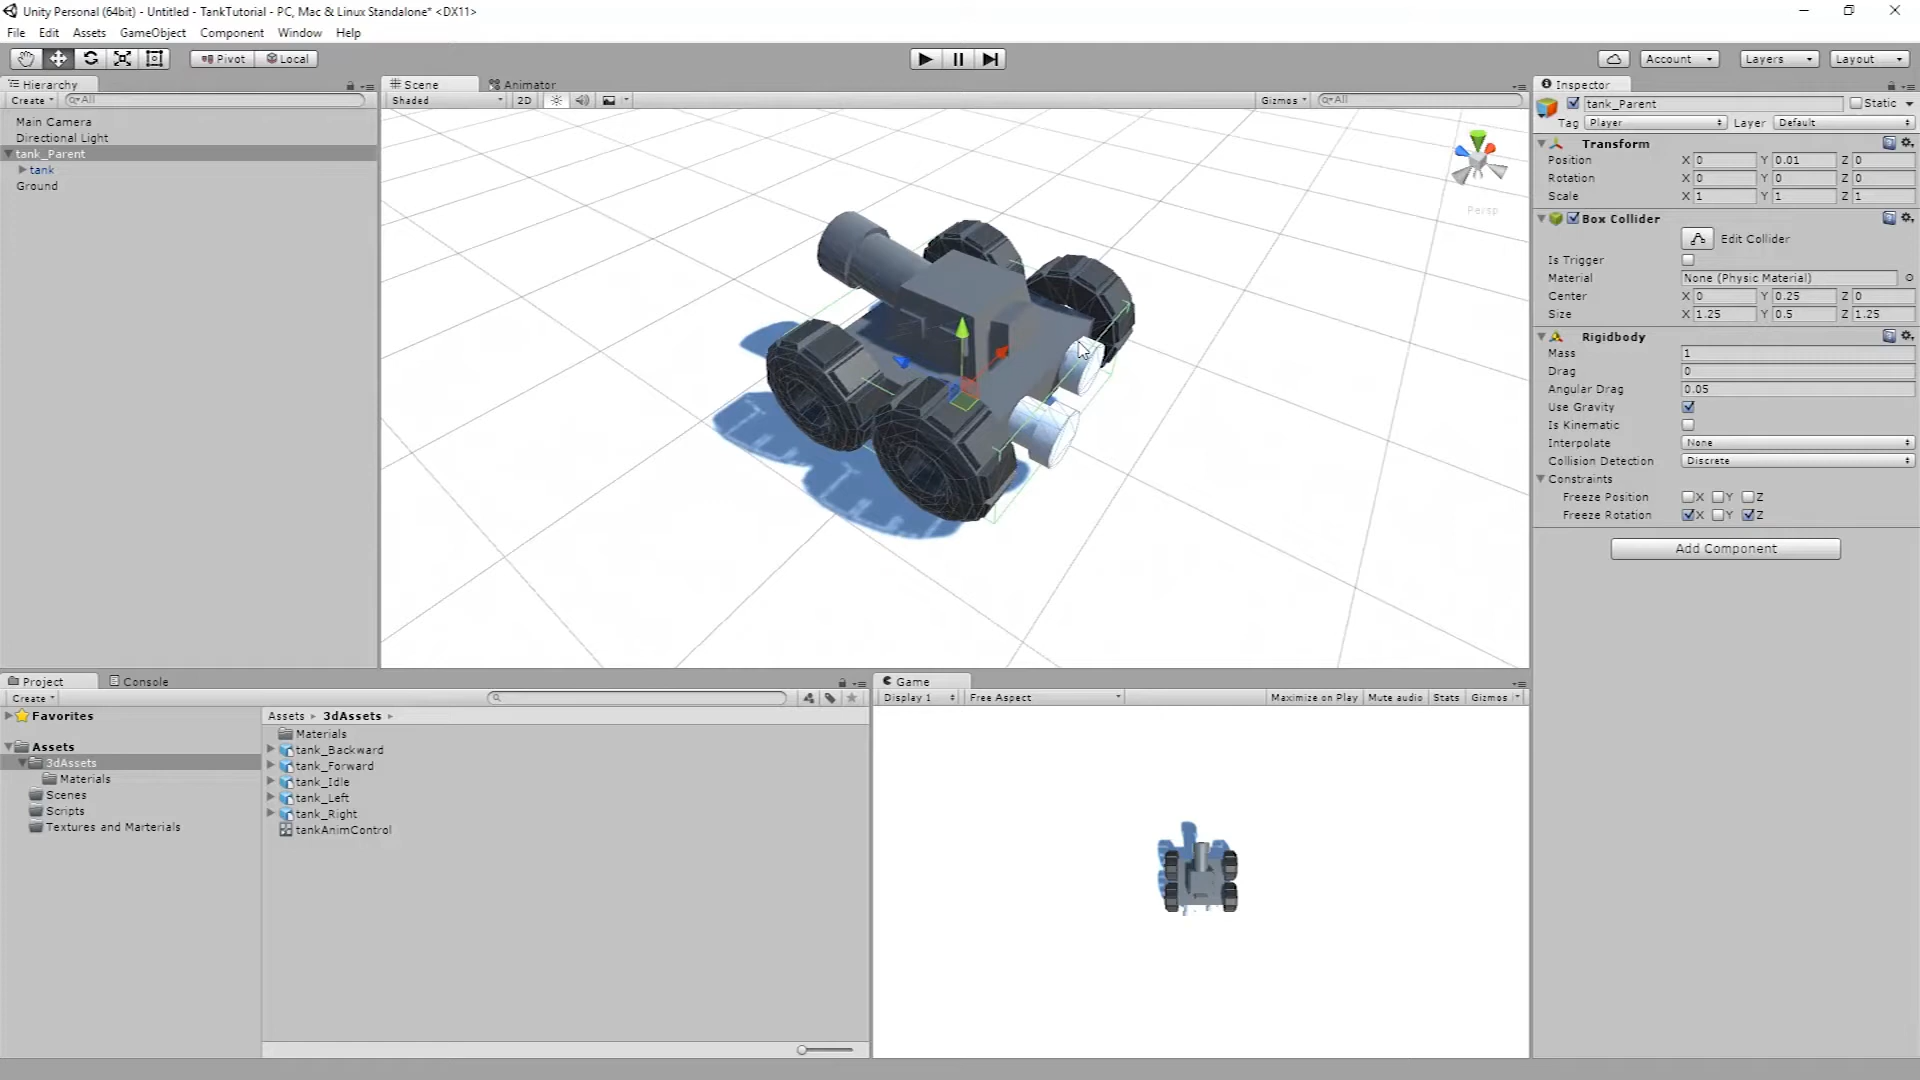 Unity Personal (64bit) - Untitled - TankTutorial - PC, Mac & Linux Standalone* <DX11>
File Edit Assets GameObject Component Window Help
Pivot Local
Account Layers Layout
Hierarchy
Create All
Main Camera
Directional Light
tank_Parent
tank
Ground
Scene Animator
Shaded 2D Gizmos All
Persp
Inspector
tank_Parent Static
Tag Player Layer Default
Transform
Position X 0 Y 0.01 Z 0
Rotation X 0 Y 0 Z 0
Scale X 1 Y 1 Z 1
Box Collider
Edit Collider
Is Trigger
Material None (Physic Material)
Center X 0 Y 0.25 Z 0
Size X 1.25 Y 0.5 Z 1.25
Rigidbody
Mass 1
Drag 0
Angular Drag 0.05
Use Gravity
Is Kinematic
Interpolate None
Collision Detection Discrete
Constraints
Freeze Position X Y Z
Freeze Rotation X Y Z
Add Component
Project Console
Create
Favorites
Assets
3dAssets
Materials
Scenes
Scripts
Textures and Marterials
Assets 3dAssets
Materials
tank_Backward
tank_Forward
tank_Idle
tank_Left
tank_Right
tankAnimControl
Game
Display 1 Free Aspect Maximize on Play Mute audio Stats Gizmos